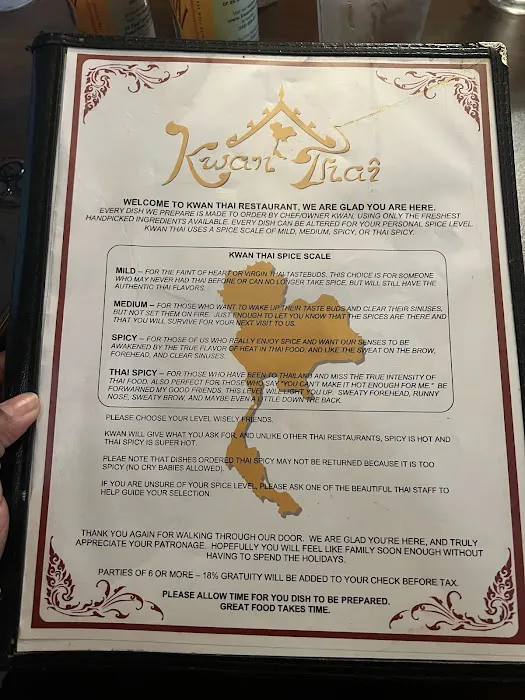 Kwan Thai
WELCOME TO KWAN THAI RESTAURANT, WE ARE GLAD YOU ARE HERE.
EVERY DISH WE PREPARE IS MADE TO ORDER BY CHEF/OWNER KWAN, USING ONLY THE FRESHEST
HANDPICKED INGREDIENTS AVAILABLE. EVERY DISH CAN BE ALTERED FOR YOUR PERSONAL SPICE LEVEL.
KWAN THAI USES A SPICE SCALE OF MILD, MEDIUM, SPICY, OR THAI SPICY.
KWAN THAI SPICE SCALE
MILD – FOR THE FAINT OF HEART OR VIRGIN THAI TASTEBUDS. THIS CHOICE IS FOR SOMEONE
WHO MAY NEVER HAD THAI BEFORE OR CAN NO LONGER TAKE SPICE, BUT WILL STILL HAVE THE
AUTHENTIC THAI FLAVORS.
MEDIUM – FOR THOSE WHO WANT TO WAKE UP THEIR TASTE BUDS AND CLEAR THEIR SINUSES,
BUT NOT SET THEM ON FIRE. JUST ENOUGH TO LET YOU KNOW THAT THE SPICES ARE THERE AND
THAT YOU WILL SURVIVE FOR YOUR NEXT VISIT TO US.
SPICY – FOR THOSE OF US WHO REALLY ENJOY SPICE AND WANT OUR SENSES TO BE
AWAKENED BY THE TRUE FLAVOR OF HEAT IN THAI FOOD, AND LIKE THE SWEAT ON THE BROW,
FOREHEAD, AND CLEAR SINUSES.
THAI SPICY – FOR THOSE WHO HAVE BEEN TO THAILAND AND MISS THE TRUE INTENSITY OF
THAI FOOD. ALSO PERFECT FOR THOSE WHO SAY "YOU CAN'T MAKE IT HOT ENOUGH FOR ME." BE
FORWARNED MY GOOD FRIENDS, THIS LEVEL WILL LIGHT YOU UP. SWEATY FOREHEAD, RUNNY
NOSE, SWEATY BROW, AND MAYBE EVEN A LITTLE DOWN THE BACK.
PLEASE CHOOSE YOUR LEVEL WISELY FRIENDS.
KWAN WILL GIVE WHAT YOU ASK FOR, AND UNLIKE OTHER THAI RESTAURANTS, SPICY IS HOT AND
THAI SPICY IS SUPER HOT.
PLEAE NOTE THAT DISHES ORDERED THAI SPICY MAY NOT BE RETURNED BECAUSE IT IS TOO
SPICY (NO CRY BABIES ALLOWED).
IF YOU ARE UNSURE OF YOUR SPICE LEVEL, PLEASE ASK ONE OF THE BEAUTIFUL THAI STAFF TO
HELP GUIDE YOUR SELECTION.
THANK YOU AGAIN FOR WALKING THROUGH OUR DOOR. WE ARE GLAD YOU'RE HERE, AND TRULY
APPRECIATE YOUR PATRONAGE. HOPEFULLY YOU WILL FEEL LIKE FAMILY SOON ENOUGH WITHOUT
HAVING TO SPEND THE HOLIDAYS.
PARTIES OF 6 OR MORE – 18% GRATUITY WILL BE ADDED TO YOUR CHECK BEFORE TAX.
PLEASE ALLOW TIME FOR YOU DISH TO BE PREPARED.
GREAT FOOD TAKES TIME.